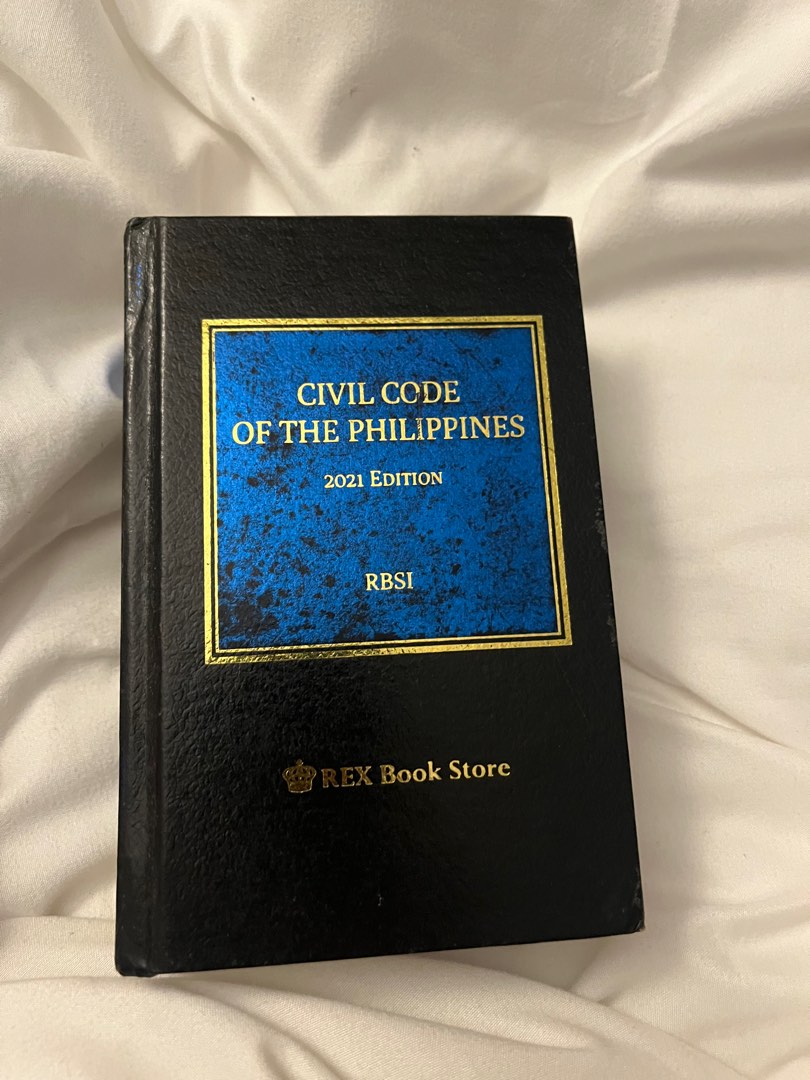 CIVIL CODE
OF THE PHILIPPINES
2021 EDITION
RBSI
REX Book Store